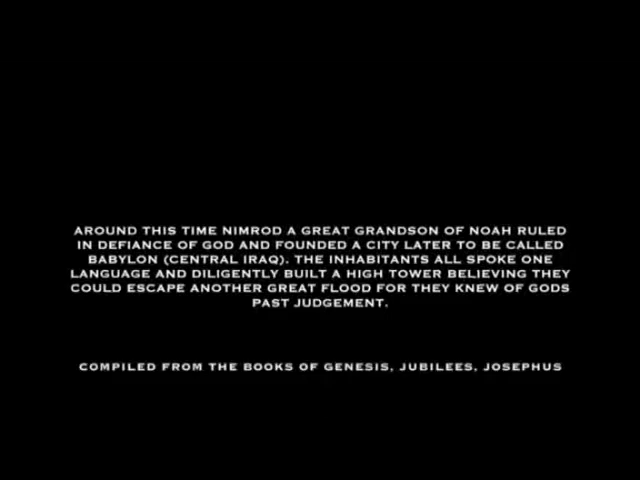 AROUND THIS TIME NIMROD A GREAT GRANDSON OF NOAH RULED
IN DEFIANCE OF GOD AND FOUNDED A CITY LATER TO BE CALLED
BABYLON (CENTRAL IRAQ). THE INHABITANTS ALL SPOKE ONE
LANGUAGE AND DILIGENTLY BUILT A HIGH TOWER BELIEVING THEY
COULD ESCAPE ANOTHER GREAT FLOOD FOR THEY KNEW OF GODS
PAST JUDGEMENT.
COMPILED FROM THE BOOKS OF GENESIS, JUBILEES, JOSEPHUS